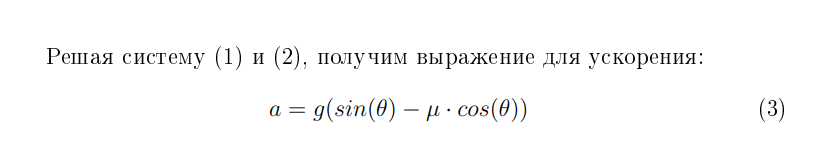 Решая систему (1) и (2), получим выражение для ускорения:
a = g(sin(θ) − μ · cos(θ)) (3)